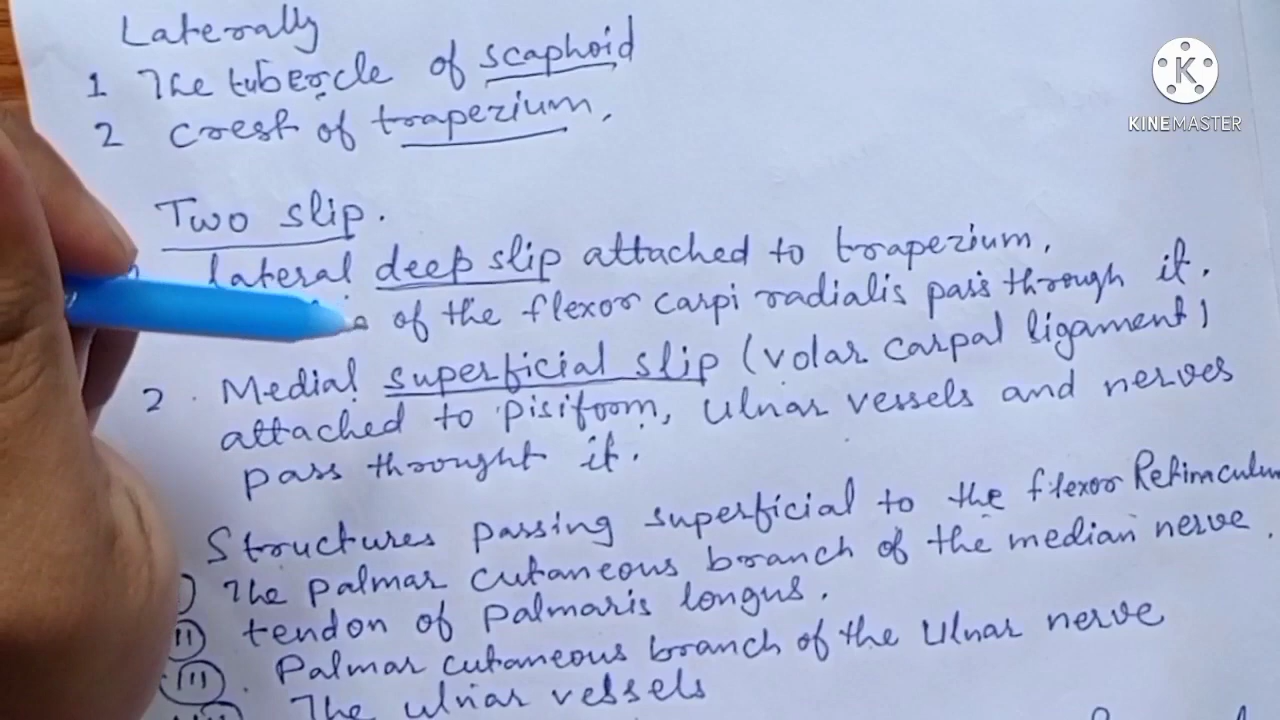 Laterally
1 The tubercle of scaphoid
2 crest of trapezium.
Two slip.
lateral deep slip attached to trapezium.
of the flexor carpi radialis pass through it.
2. Medial superficial slip (volar carpal ligament)
attached to pisiform, ulnar vessels and nerves
pass throught it.
Structures passing superficial to the flexor Retinaculum
) The palmar cutaneous branch of the median nerve.
(II) tendon of palmaris longus.
(III). Palmar cutaneous branch of the ulnar nerve
The ulnar vessels
K
KINEMASTER